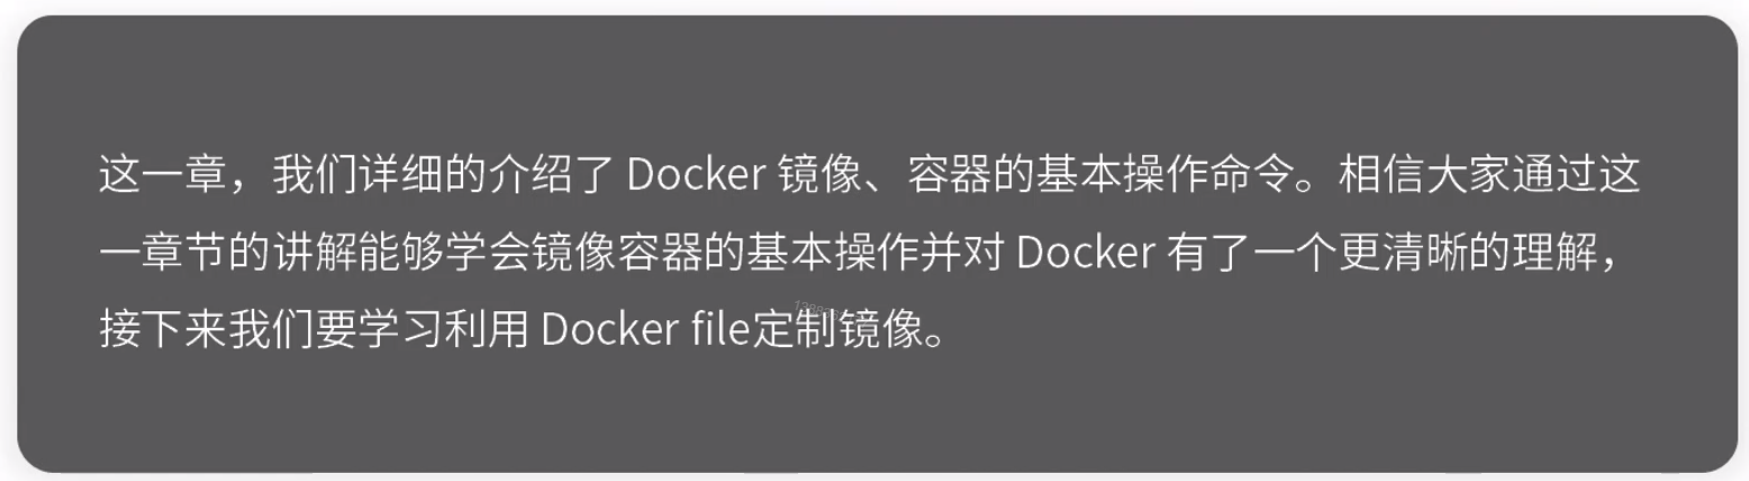 这一章，我们详细的介绍了 Docker 镜像、容器的基本操作命令。相信大家通过这
一章节的讲解能够学会镜像容器的基本操作并对 Docker 有了一个更清晰的理解，
接下来我们要学习利用 Docker file定制镜像。